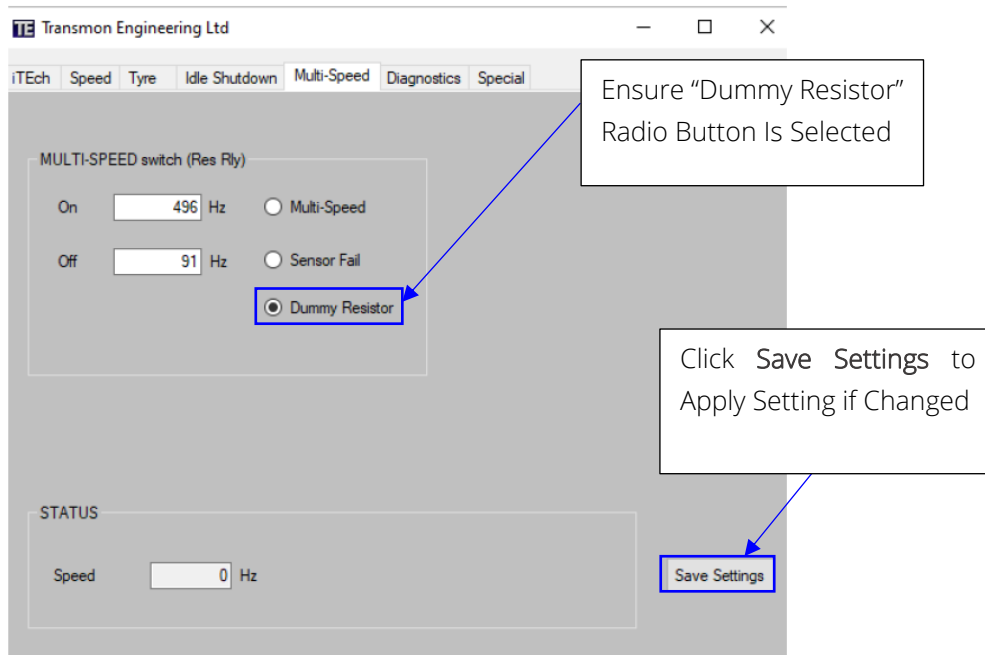 TE Transmon Engineering Ltd
iTEch Speed Tyre Idle Shutdown Multi-Speed Diagnostics Special
Ensure “Dummy Resistor”
Radio Button Is Selected
MULTI-SPEED switch (Res Rly)
On 496 Hz Multi-Speed
Off 91 Hz Sensor Fail
Dummy Resistor
Click Save Settings to
Apply Setting if Changed
STATUS
Speed 0 Hz
Save Settings